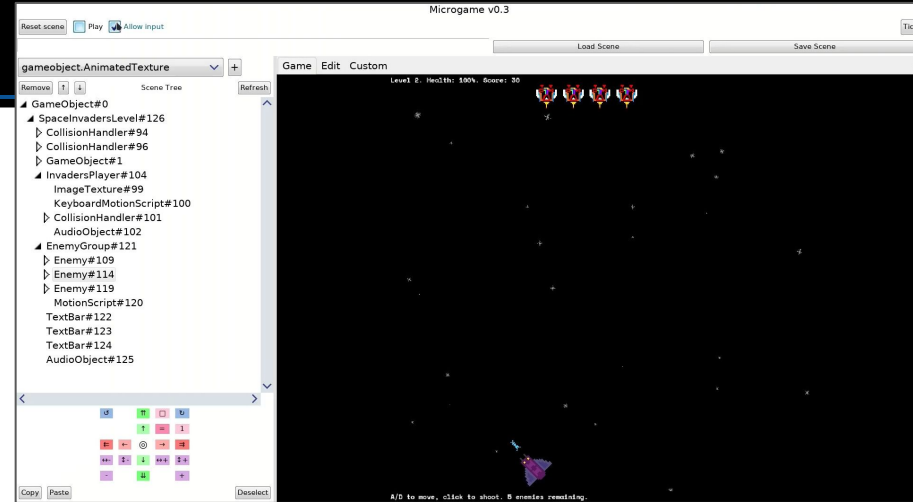 Microgame v0.3
Reset scene Play Allow input
Load Scene Save Scene
gameobject.AnimatedTexture +
Game Edit Custom
Remove ↑ ↓ Scene Tree Refresh
Level 2. Health: 100%. Score: 30
GameObject#0
SpaceInvadersLevel#126
CollisionHandler#94
CollisionHandler#96
GameObject#1
InvadersPlayer#104
ImageTexture#99
KeyboardMotionScript#100
CollisionHandler#101
AudioObject#102
EnemyGroup#121
Enemy#109
Enemy#114
Enemy#119
MotionScript#120
TextBar#122
TextBar#123
TextBar#124
AudioObject#125
Copy Paste Deselect
A/D to move, click to shoot. 5 enemies remaining.